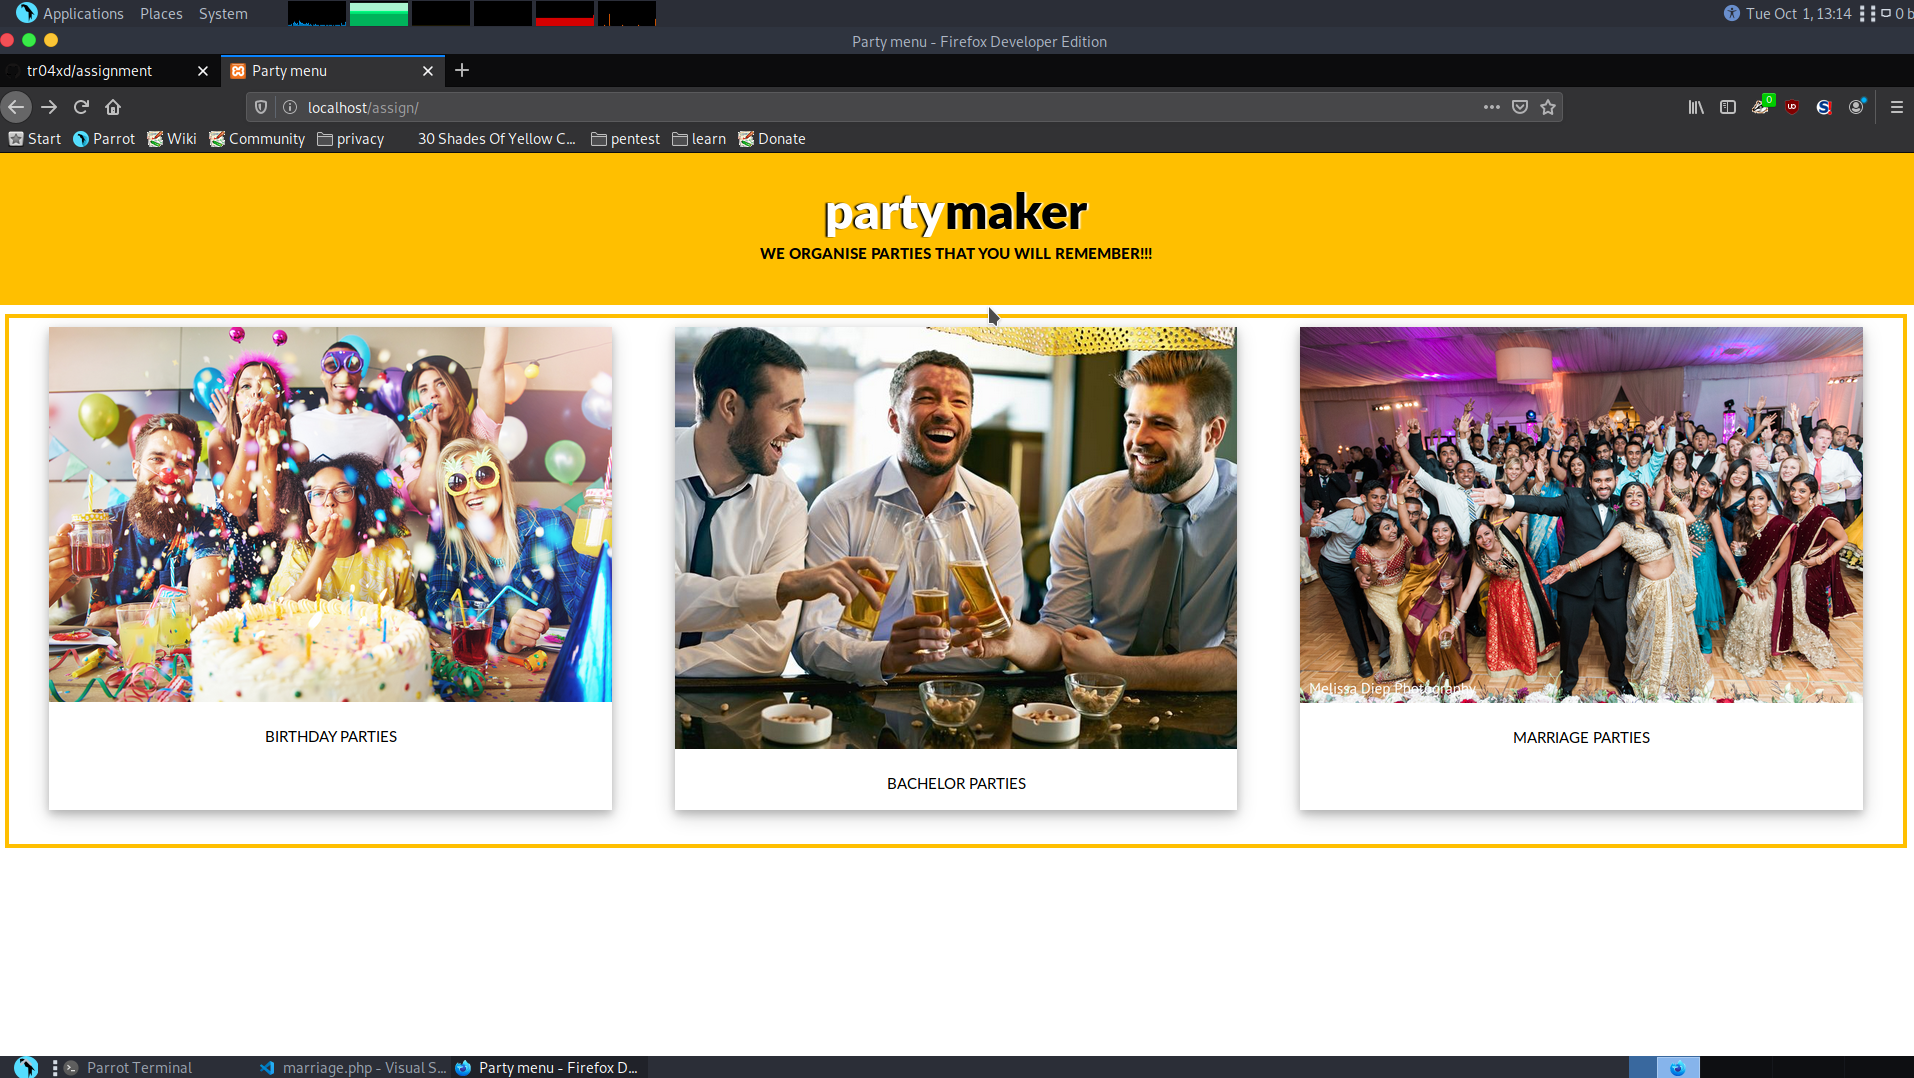 Applications Places System
Tue Oct 1, 13:14 0 b
Party menu - Firefox Developer Edition
tr04xd/assignment
Party menu
localhost/assign/
0
Start Parrot Wiki Community privacy 30 Shades Of Yellow C... pentest learn Donate
partymaker
WE ORGANISE PARTIES THAT YOU WILL REMEMBER!!!
Melissa Diep Photography
BIRTHDAY PARTIES
BACHELOR PARTIES
MARRIAGE PARTIES
Parrot Terminal
marriage.php - Visual S...
Party menu - Firefox D...